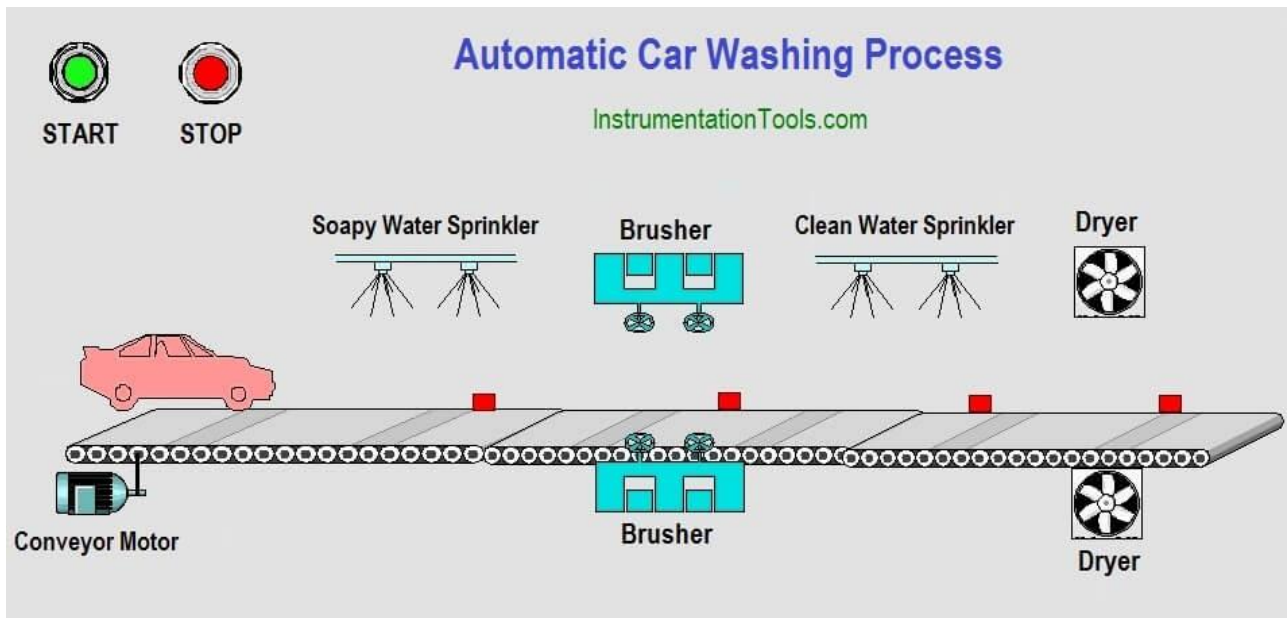 Automatic Car Washing Process
InstrumentationTools.com
START
STOP
Soapy Water Sprinkler
Brusher
Clean Water Sprinkler
Dryer
Conveyor Motor
Brusher
Dryer